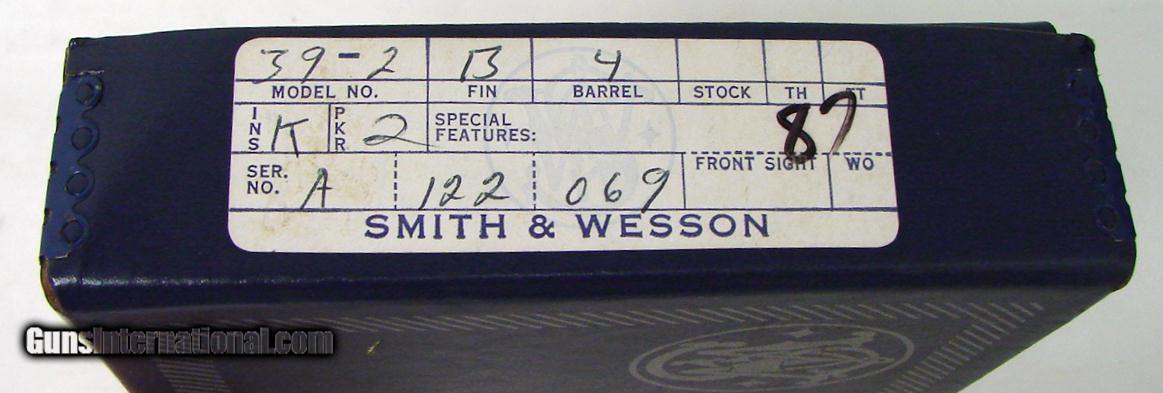 39-2 B 4
MODEL NO. FIN BARREL STOCK TH TT
INS K PKR 2 SPECIAL FEATURES: 87
SER. NO. A 122 069 FRONT SIGHT WO
SMITH & WESSON
GunsInternational.com